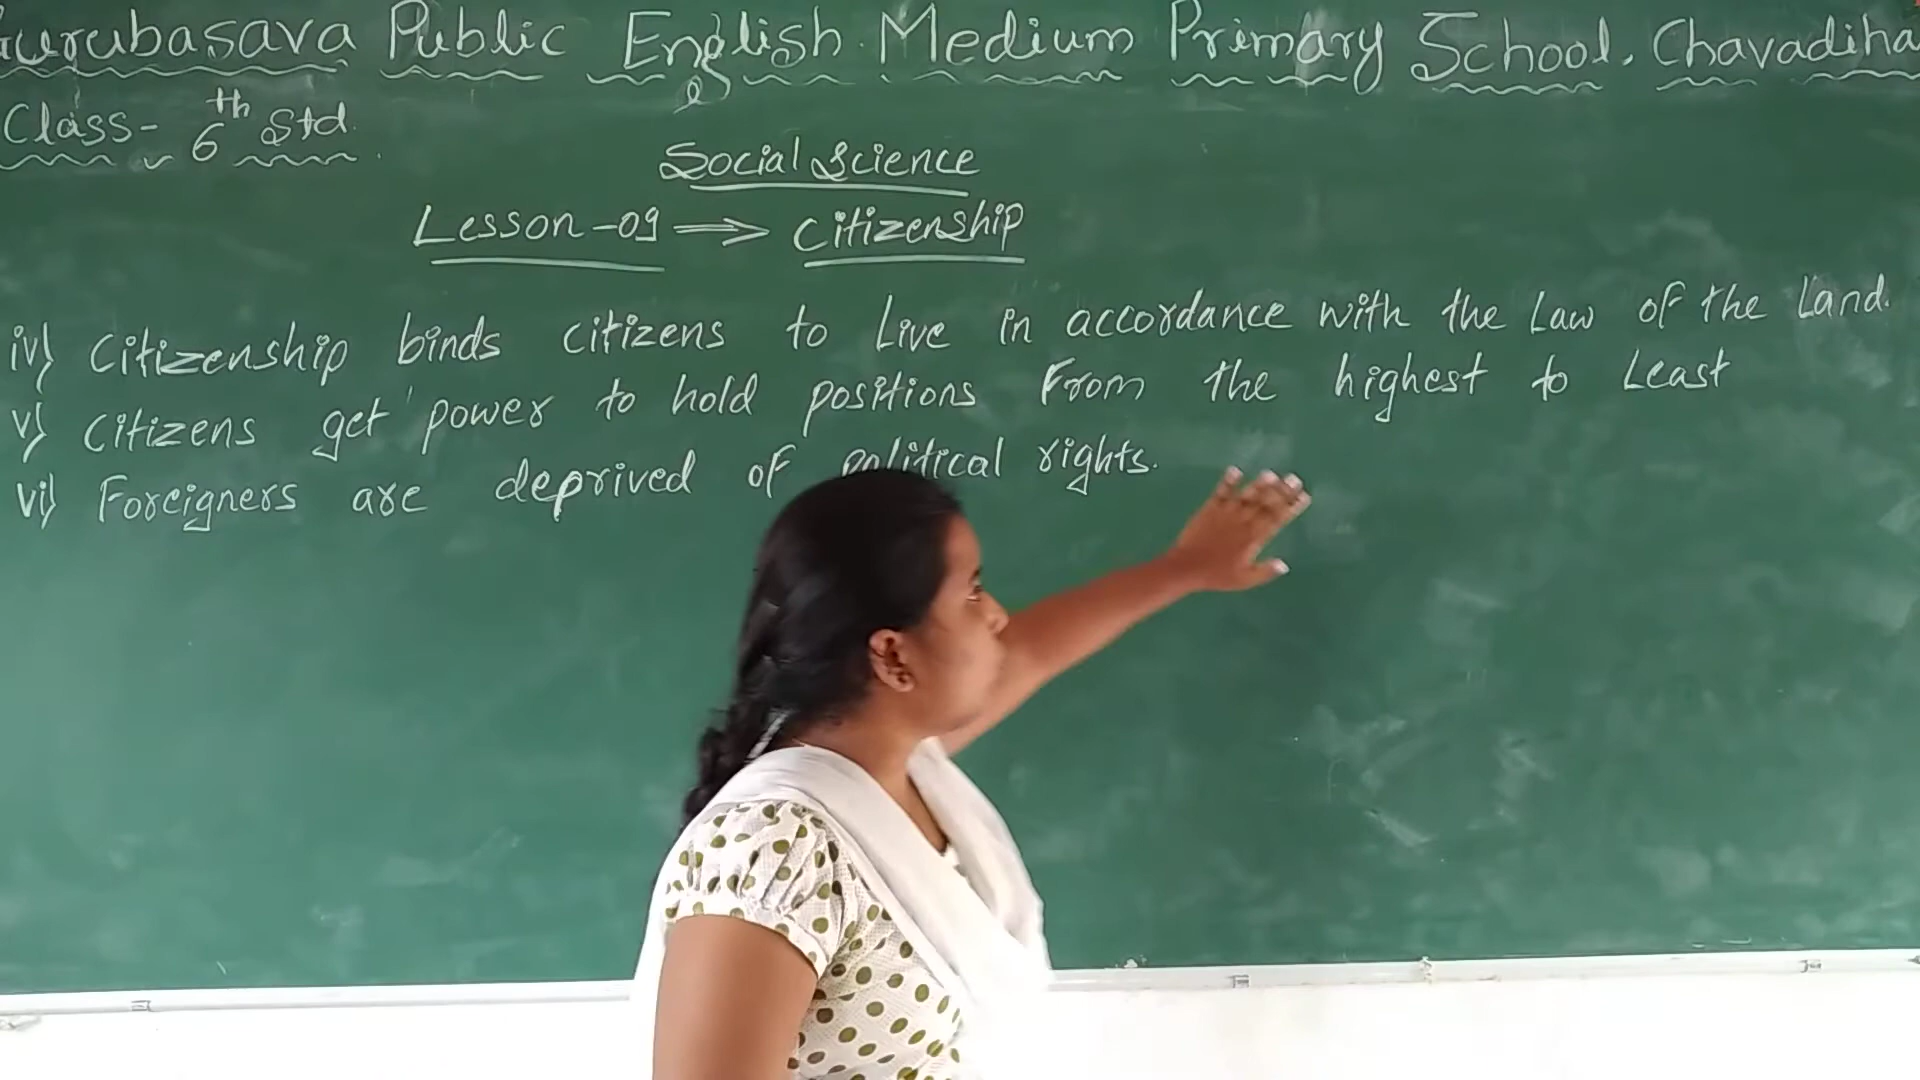 Gurubasava Public English Medium Primary School. Chavadiha
Class- 6th Std.
Social Science
Lesson-09 => Citizenship
iv) Citizenship binds citizens to Live in accordance with the Law of the Land.
v) Citizens get power to hold positions From the highest to Least
vi) Foreigners are deprived of political rights.